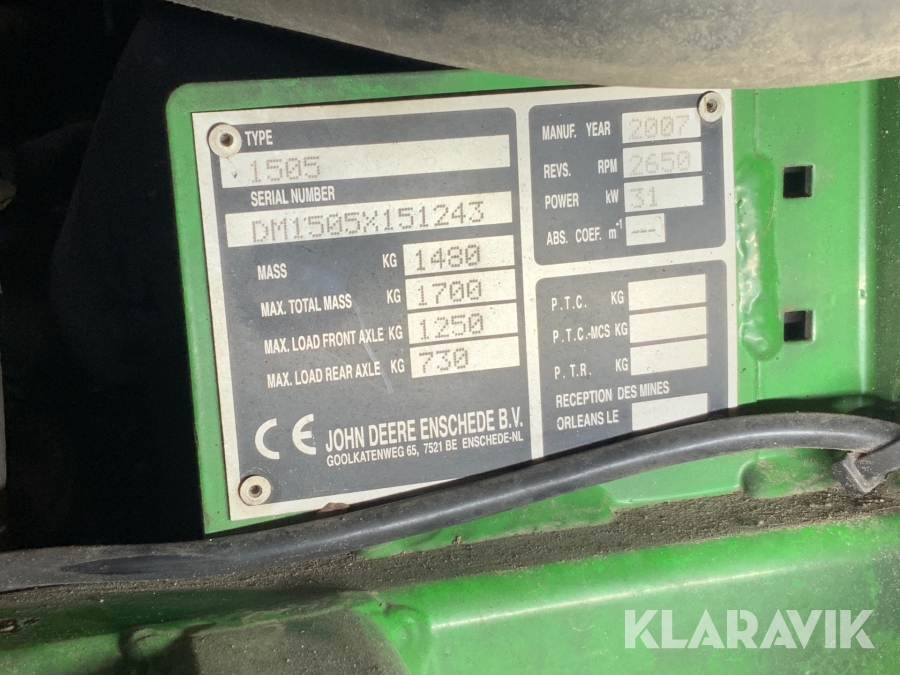 TYPE
1505
SERIAL NUMBER
DM1505X151243
MASS KG 1480
MAX. TOTAL MASS KG 1700
MAX. LOAD FRONT AXLE KG 1250
MAX. LOAD REAR AXLE KG 730
CE JOHN DEERE ENSCHEDE B.V.
GOOLKATENWEG 65, 7521 BE ENSCHEDE-NL
MANUF. YEAR 2007
REVS. RPM 2650
POWER kW 31
ABS. COEF. m⁻¹ ---
P.T.C. KG
P.T.C.-MCS KG
P.T.R. KG
RECEPTION DES MINES
ORLEANS LE
KLARAVIK